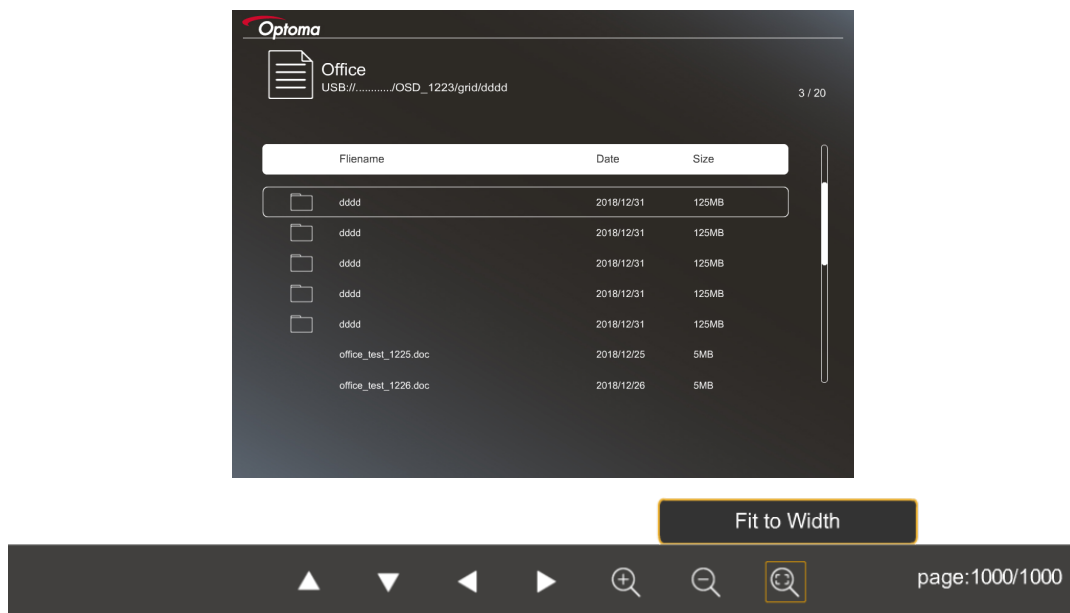 Optoma
Office
USB://.........../OSD_1223/grid/dddd
3 / 20
Fliename Date Size
dddd 2018/12/31 125MB
dddd 2018/12/31 125MB
dddd 2018/12/31 125MB
dddd 2018/12/31 125MB
dddd 2018/12/31 125MB
office_test_1225.doc 2018/12/25 5MB
office_test_1226.doc 2018/12/26 5MB
Fit to Width
page:1000/1000